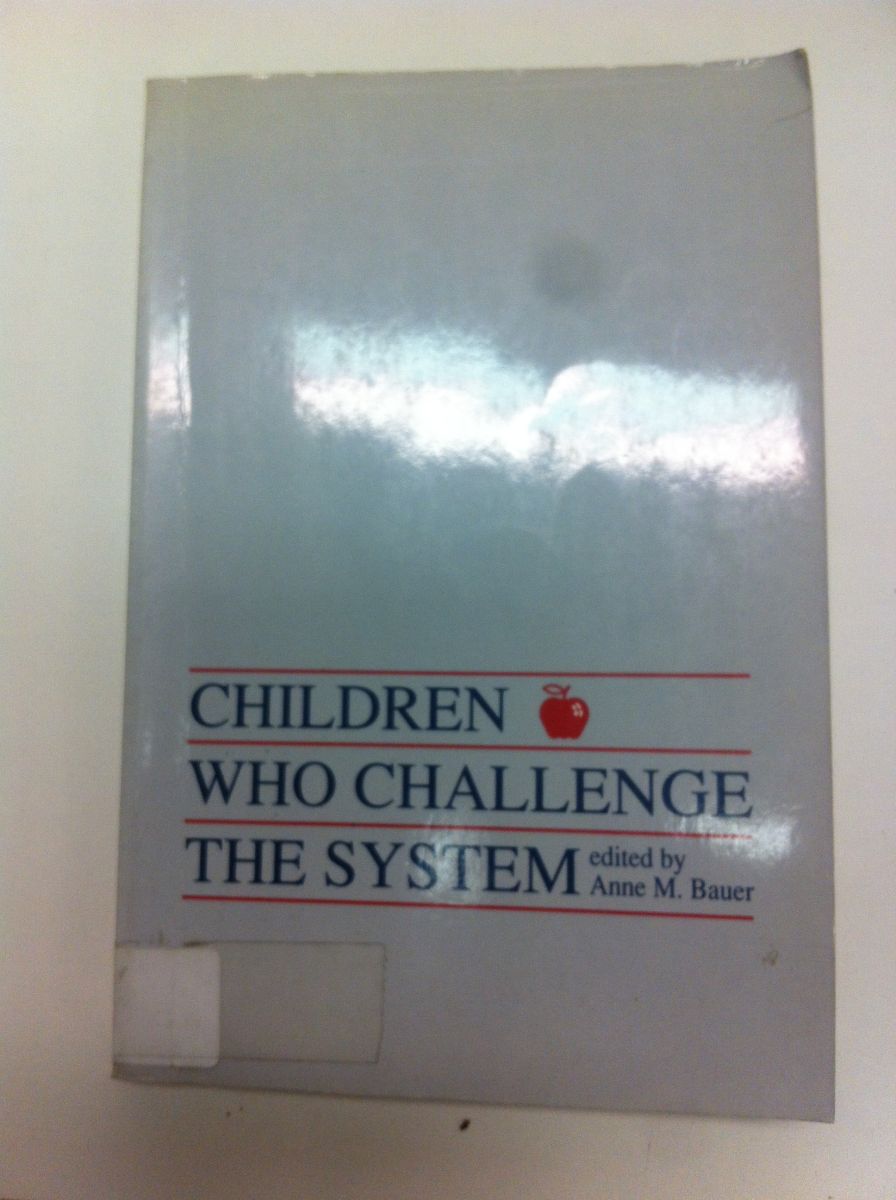 CHILDREN
WHO CHALLENGE
THE SYSTEM
edited by
Anne M. Bauer